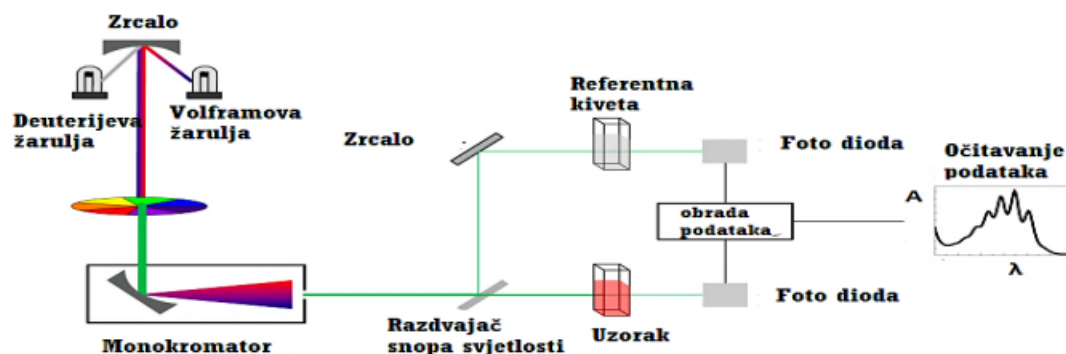 Zrcalo
Deuterijeva
žarulja
Volframova
žarulja
Monokromator
Zrcalo
Razdvajač
snopa svjetlosti
Referentna
kiveta
Uzorak
Foto dioda
obrada
podataka
Foto dioda
Očitavanje
podataka
A
λ